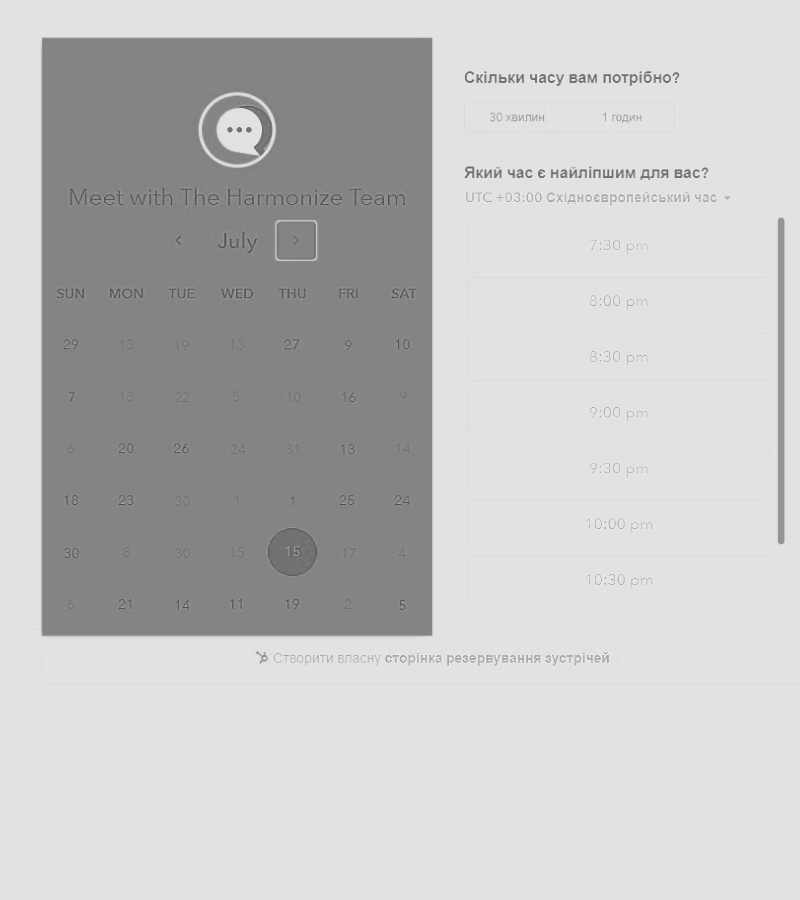 Meet with The Harmonize Team
July
SUN MON TUE WED THU FRI SAT
29 13 19 13 27 9 10
7 13 22 5 10 16 9
6 20 26 24 31 13 14
18 23 30 1 1 25 24
30 8 30 15 15 17 4
6 21 14 11 19 2 5
Скільки часу вам потрібно?
30 хвилин 1 годин
Який час є найліпшим для вас?
UTC +03:00 Східноєвропейський час
7:30 pm
8:00 pm
8:30 pm
9:00 pm
9:30 pm
10:00 pm
10:30 pm
Створити власну сторінка резервування зустрічей